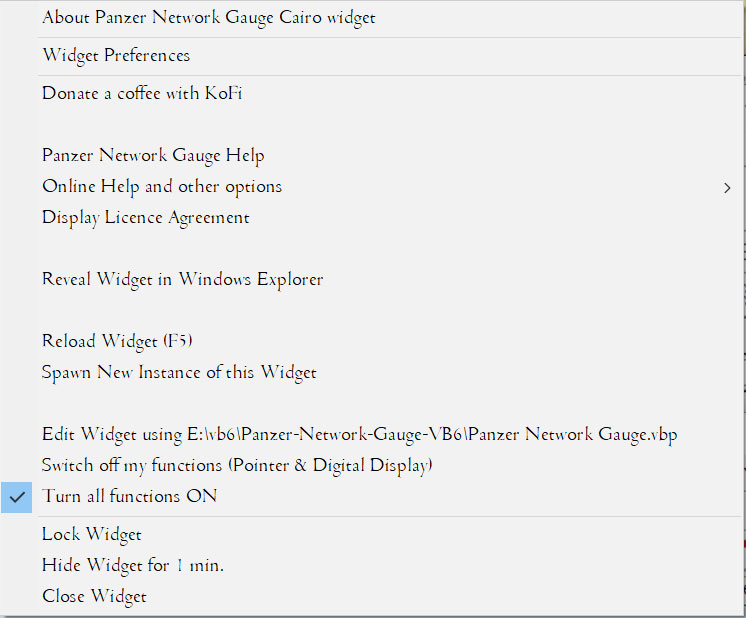 About Panzer Network Gauge Cairo widget
Widget Preferences
Donate a coffee with KoFi
Panzer Network Gauge Help
Online Help and other options
Display Licence Agreement
Reveal Widget in Windows Explorer
Reload Widget (F5)
Spawn New Instance of this Widget
Edit Widget using E:\vb6\Panzer-Network-Gauge-VB6\Panzer Network Gauge.vbp
Switch off my functions (Pointer & Digital Display)
Turn all functions ON
Lock Widget
Hide Widget for 1 min.
Close Widget